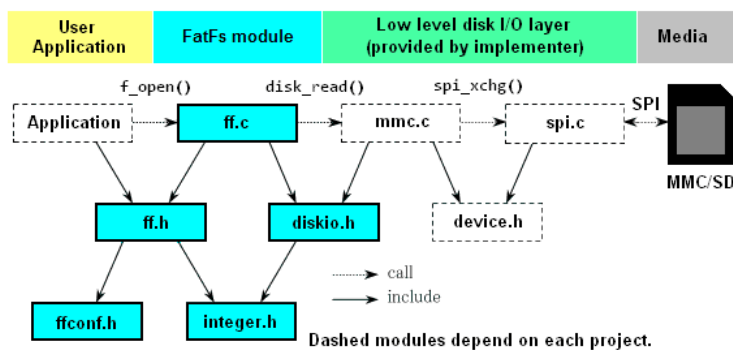 User
Application
FatFs module
Low level disk I/O layer
(provided by implementer)
Media
f_open()
disk_read()
spi_xchg()
SPI
Application
ff.c
mmc.c
spi.c
MMC/SD
ff.h
diskio.h
device.h
call
include
ffconf.h
integer.h
Dashed modules depend on each project.